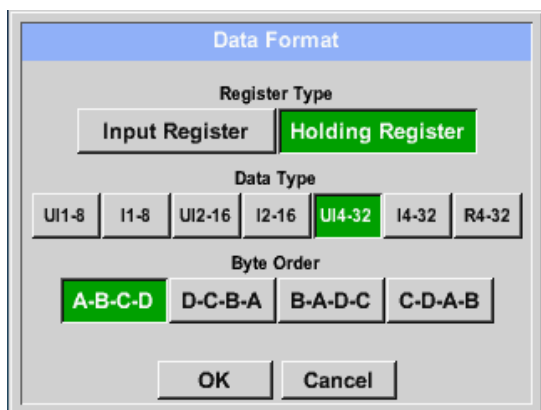 Data Format
Register Type
Input Register Holding Register
Data Type
UI1-8 I1-8 UI2-16 I2-16 UI4-32 I4-32 R4-32
Byte Order
A-B-C-D D-C-B-A B-A-D-C C-D-A-B
OK Cancel